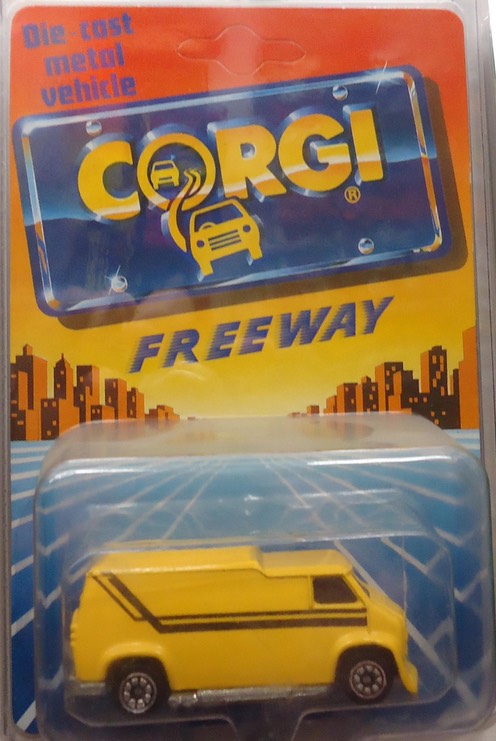 Die-cast
metal
vehicle
CORGI
®
FREEWAY